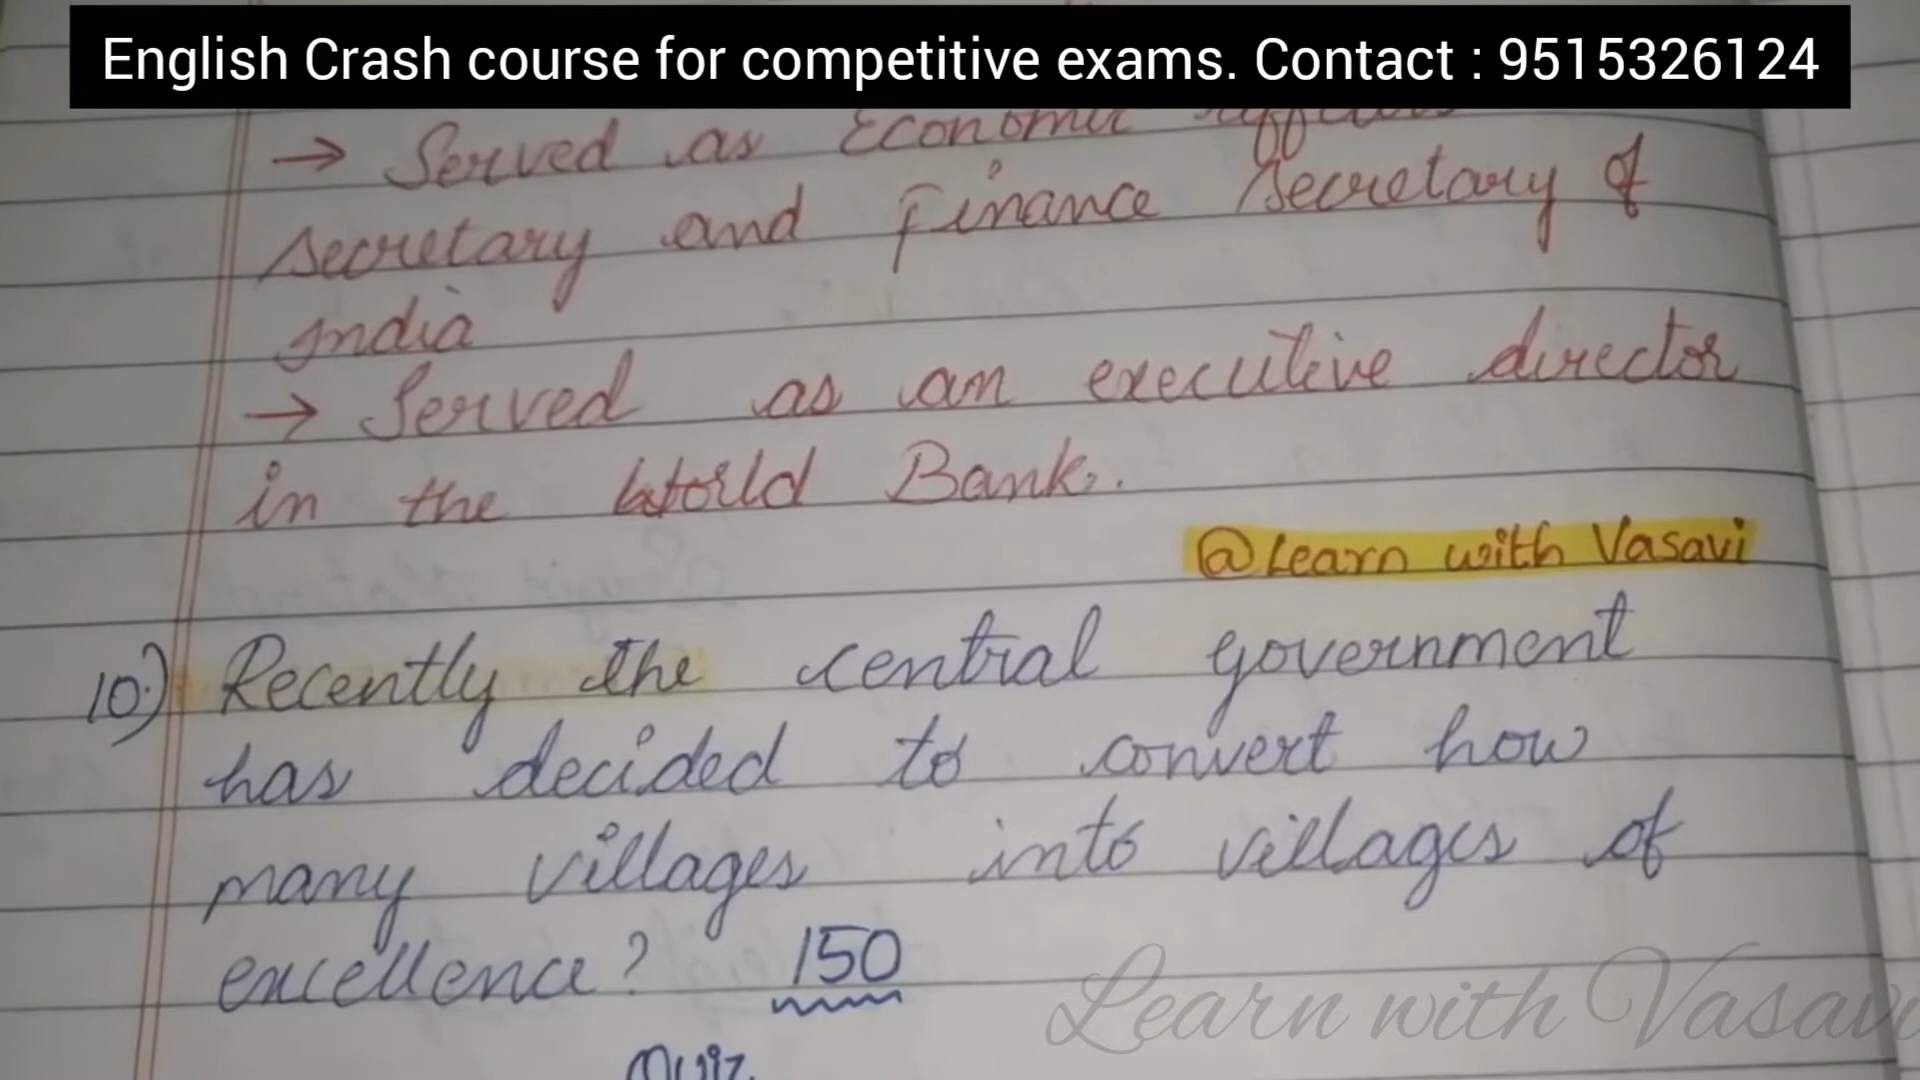 English Crash course for competitive exams. Contact : 9515326124
→ Served as Economic Affairs
secretary and Finance secretary of
India
→ Served as an executive director
in the World Bank.
@Learn with Vasavi
10.) Recently the central government
has decided to convert how
many villages into villages of
excellence? 150
Learn with Vasavi
Quiz